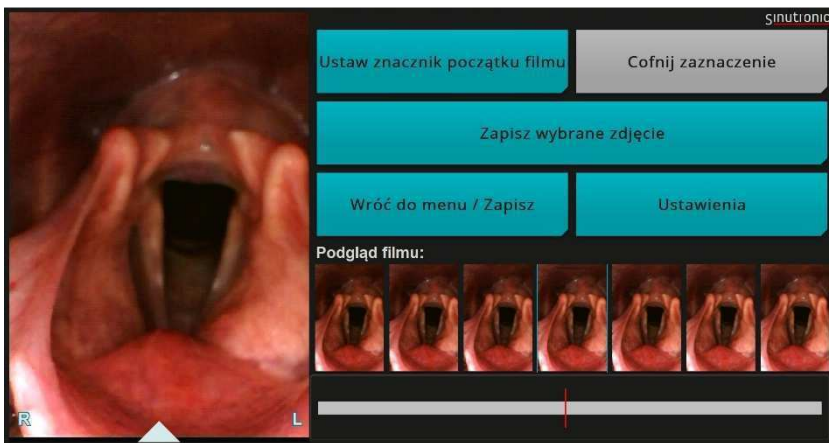 Sinutronic
Ustaw znacznik początku filmu
Cofnij zaznaczenie
Zapisz wybrane zdjęcie
Wróć do menu / Zapisz
Ustawienia
Podgląd filmu:
R
L